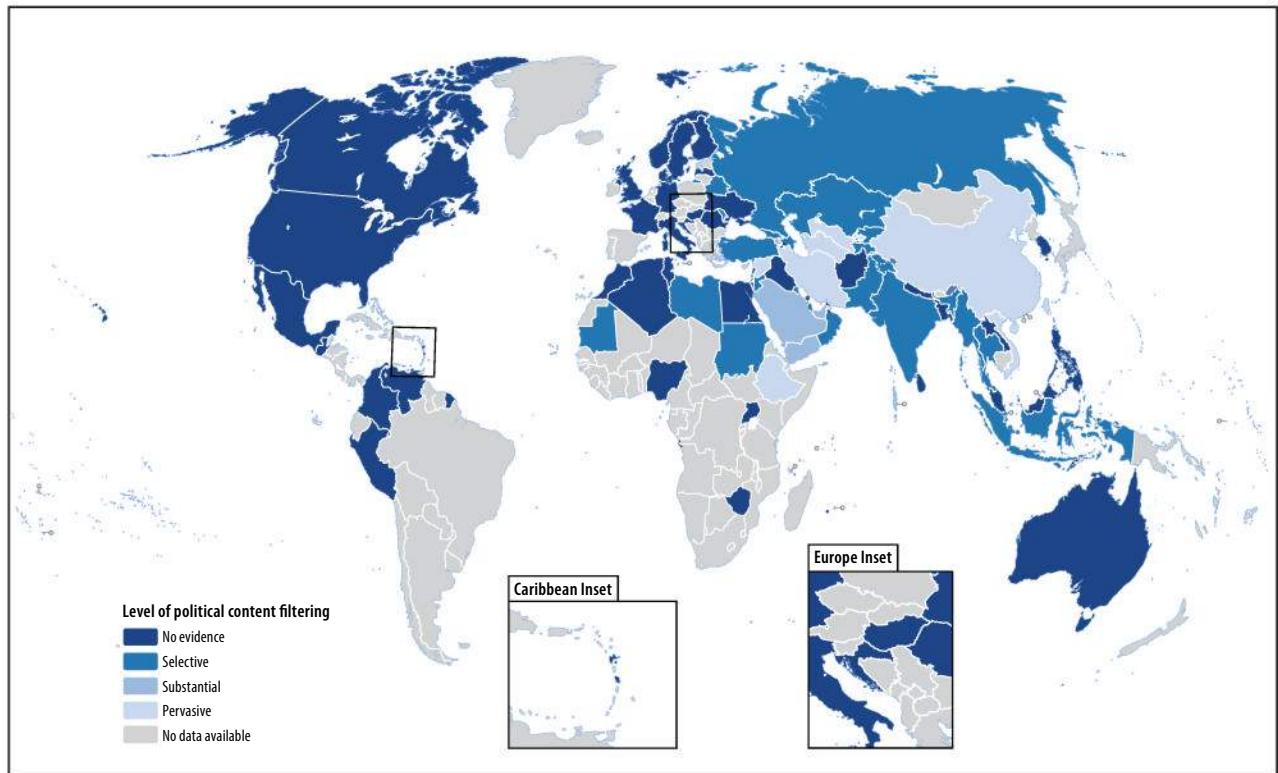 Caribbean Inset
Europe Inset
Level of political content filtering
No evidence
Selective
Substantial
Pervasive
No data available